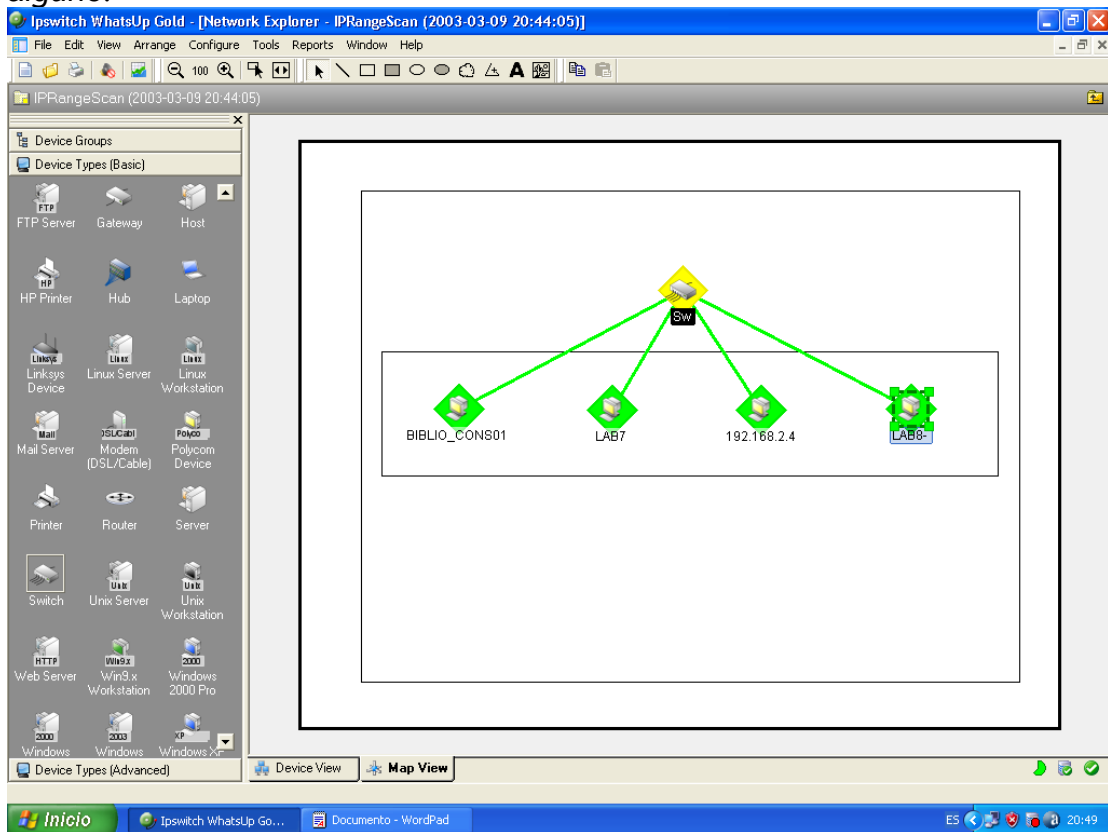 alguno.
Ipswitch WhatsUp Gold - [Network Explorer - IPRangeScan (2003-03-09 20:44:05)]
File Edit View Arrange Configure Tools Reports Window Help
100
A
IPRangeScan (2003-03-09 20:44:05)
Device Groups
Device Types (Basic)
FTP
FTP Server Gateway Host
HP
HP Printer Hub Laptop
Linksys Linux Linux
Linksys Device Linux Server Linux Workstation
Mail DSL/Cabl Polyco
Mail Server Modem (DSL/Cable) Polycom Device
Printer Router Server
Unix Unix
Switch Unix Server Unix Workstation
HTTP Win9.x 2000
Web Server Win9.x Workstation Windows 2000 Pro
2000 2003 XP
Windows Windows Windows XP
Device Types (Advanced)
Sw
BIBLIO_CONS01 LAB7 192.168.2.4 LAB8-
Device View Map View
Inicio Ipswitch WhatsUp Go... Documento - WordPad ES 20:49